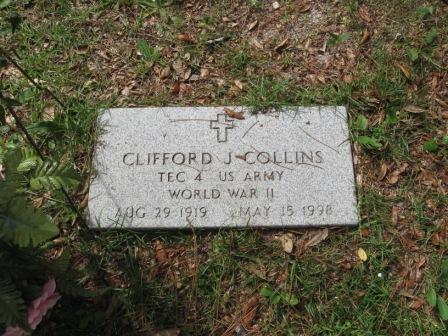 CLIFFORD J COLLINS
TEC 4 US ARMY
WORLD WAR II
AUG 29 1919 MAY 15 1998